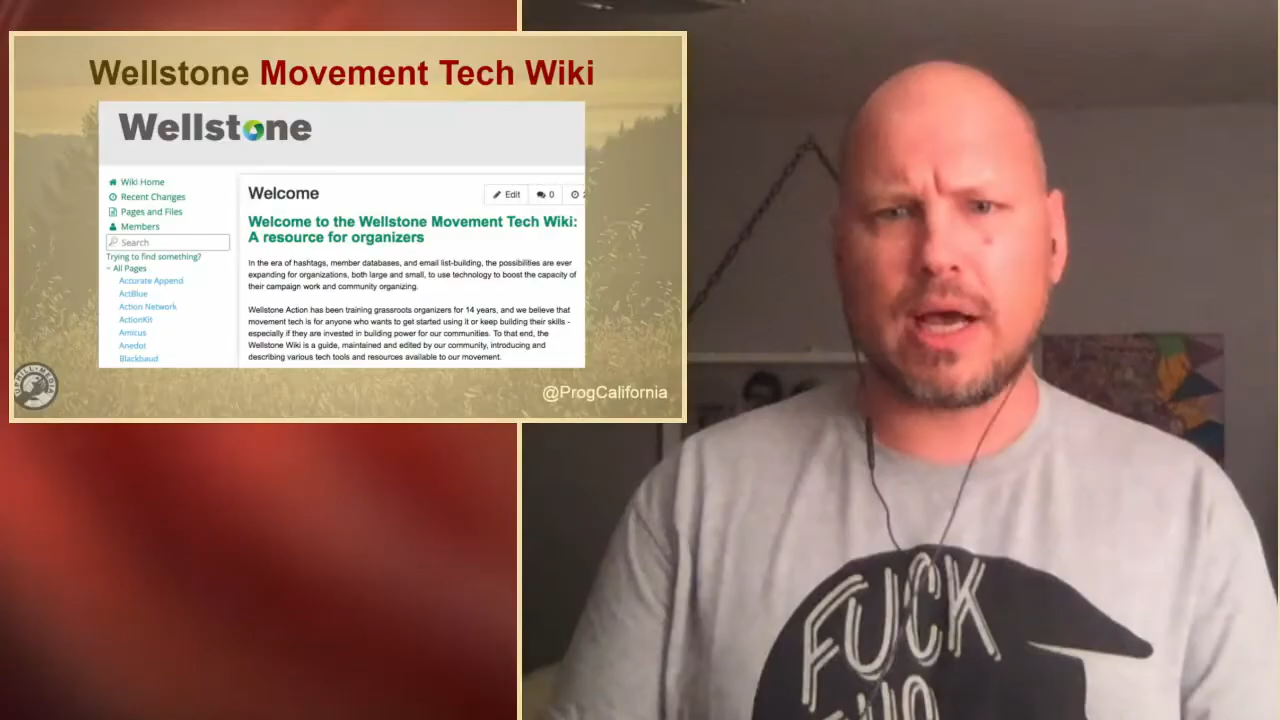 Wellstone Movement Tech Wiki
Wellstone
Wiki Home
Recent Changes
Pages and Files
Members
Search
Trying to find something?
All Pages
Accurate Append
ActBlue
Action Network
ActionKit
Amicus
Anedot
Blackbaud
Welcome
Edit
0
Welcome to the Wellstone Movement Tech Wiki:
A resource for organizers
In the era of hashtags, member databases, and email list-building, the possibilities are ever
expanding for organizations, both large and small, to use technology to boost the capacity of
their campaign work and community organizing.
Wellstone Action has been training grassroots organizers for 14 years, and we believe that
movement tech is for anyone who wants to get started using it or keep building their skills -
especially if they are invested in building power for our communities. To that end, the
Wellstone Wiki is a guide, maintained and edited by our community, introducing and
describing various tech tools and resources available to our movement.
@ProgCalifornia
FUCK